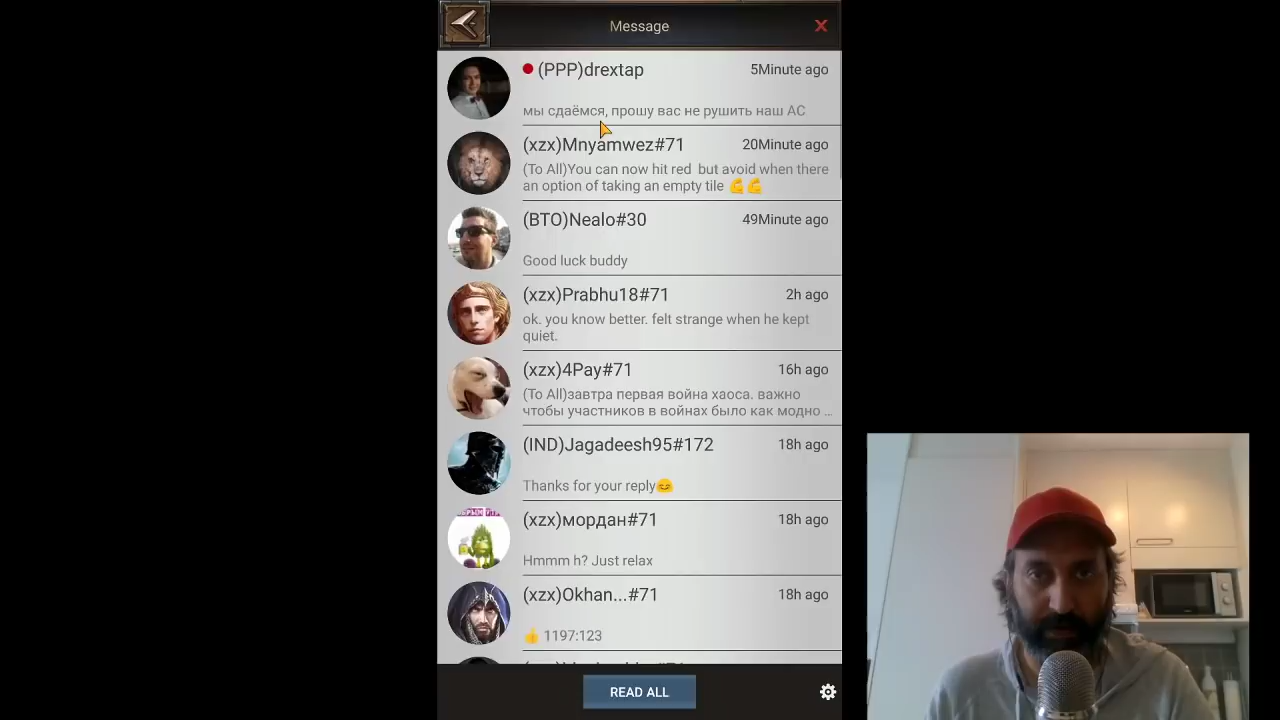 Message
(PPP)drextap
5Minute ago
мы сдаёмся, прошу вас не рушить наш АС
(xzx)Mnyamwez#71
20Minute ago
(To All)You can now hit red but avoid when there
an option of taking an empty tile 💪💪
(BTO)Nealo#30
49Minute ago
Good luck buddy
(xzx)Prabhu18#71
2h ago
ok. you know better. felt strange when he kept
quiet.
(xzx)4Pay#71
16h ago
(To All)завтра первая война хаоса. важно
чтобы участников в войнах было как модно ...
(IND)Jagadeesh95#172
18h ago
Thanks for your reply😊
(xzx)мордан#71
18h ago
Hmmm h? Just relax
(xzx)Okhan...#71
18h ago
👍 1197:123
READ ALL